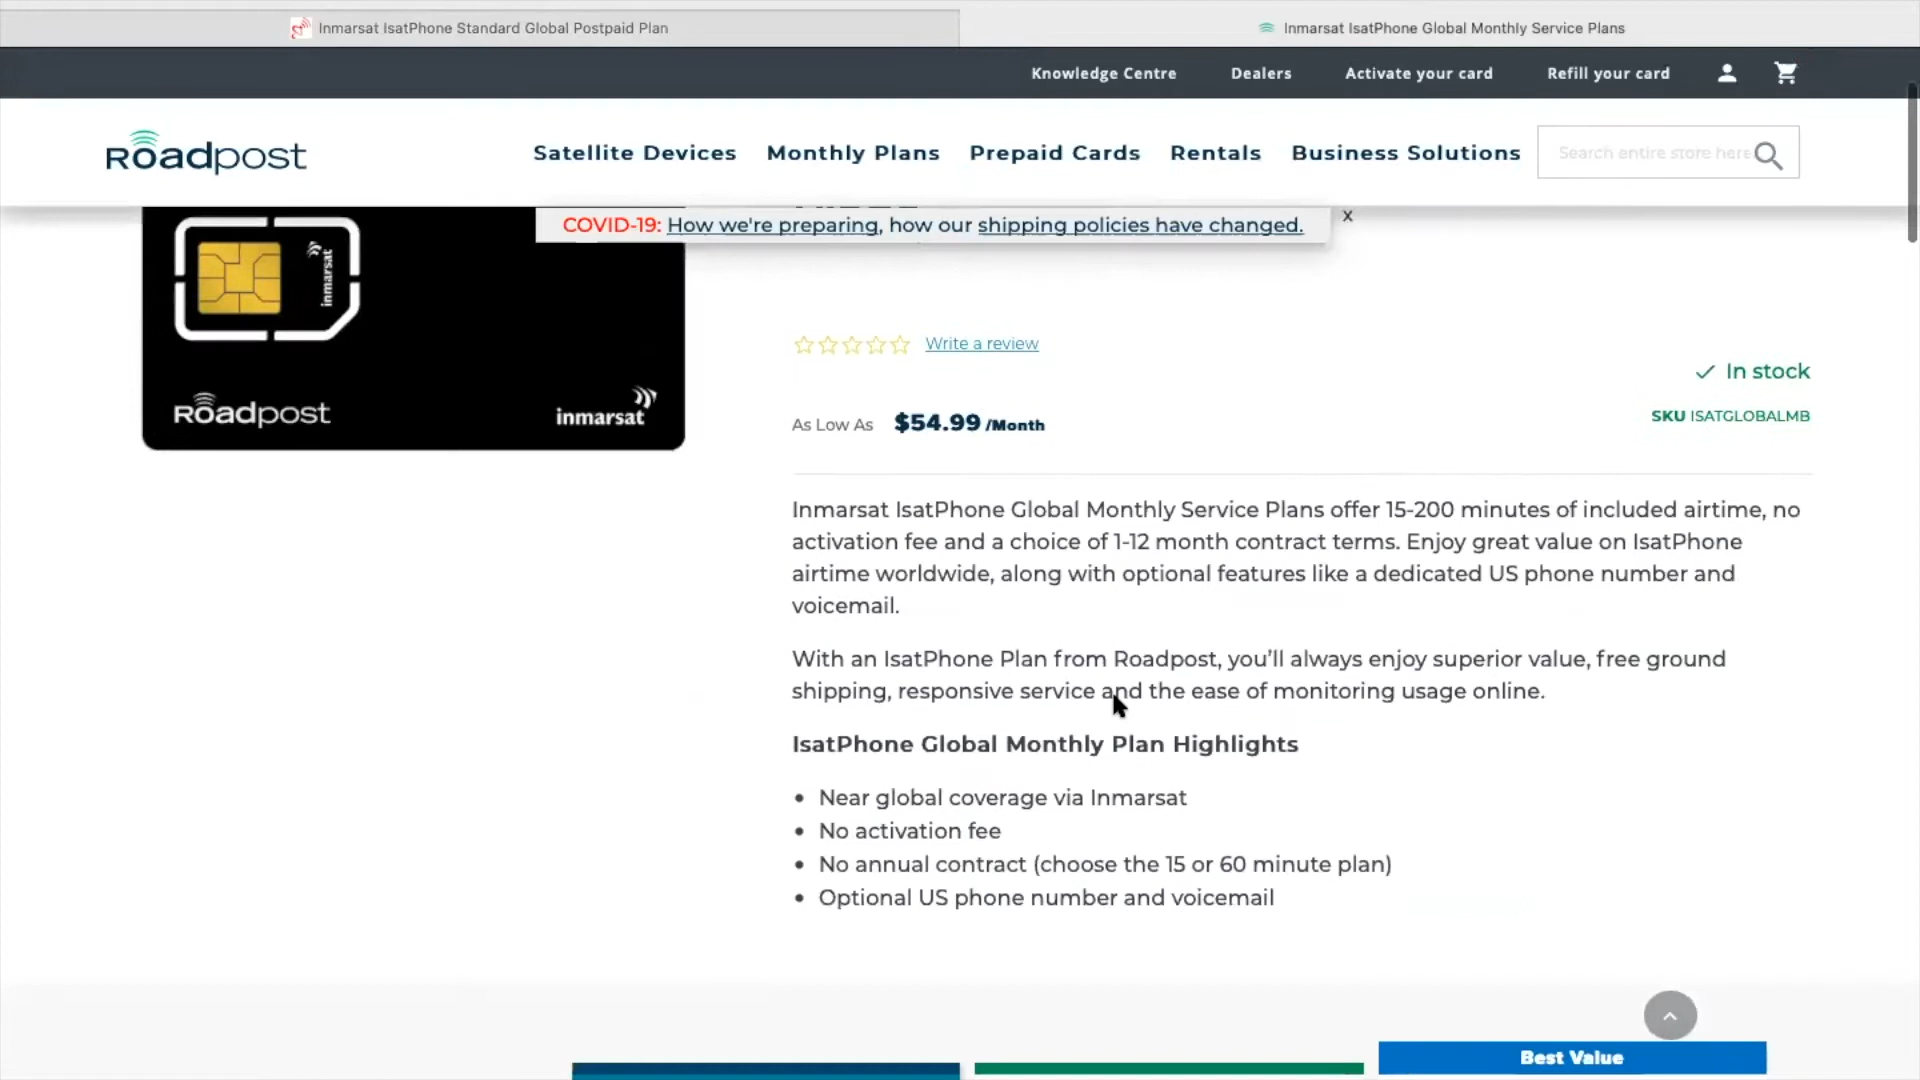 Inmarsat IsatPhone Standard Global Postpaid Plan
Inmarsat IsatPhone Global Monthly Service Plans
Knowledge Centre
Dealers
Activate your card
Refill your card
Roadpost
Satellite Devices
Monthly Plans
Prepaid Cards
Rentals
Business Solutions
Search entire store here
COVID-19: How we're preparing, how our shipping policies have changed.
x
inmarsat
Roadpost
inmarsat
Write a review
In stock
As Low As $54.99 /Month
SKU ISATGLOBALMB
Inmarsat IsatPhone Global Monthly Service Plans offer 15-200 minutes of included airtime, no
activation fee and a choice of 1-12 month contract terms. Enjoy great value on IsatPhone
airtime worldwide, along with optional features like a dedicated US phone number and
voicemail.
With an IsatPhone Plan from Roadpost, you’ll always enjoy superior value, free ground
shipping, responsive service and the ease of monitoring usage online.
IsatPhone Global Monthly Plan Highlights
• Near global coverage via Inmarsat
• No activation fee
• No annual contract (choose the 15 or 60 minute plan)
• Optional US phone number and voicemail
Best Value